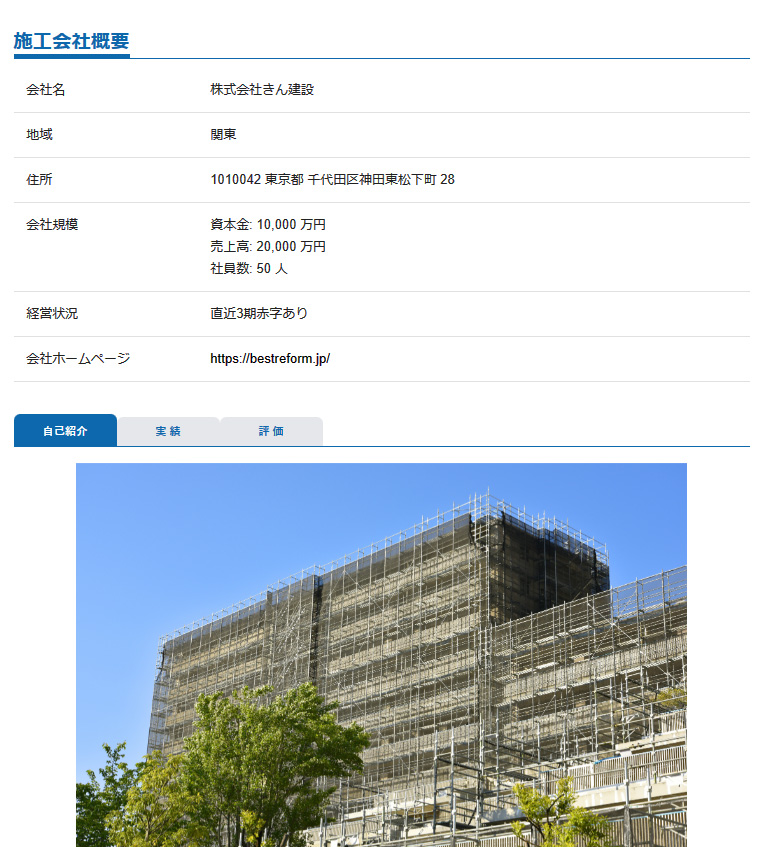 施工会社概要
会社名 株式会社きん建設
地域 関東
住所 1010042 東京都 千代田区神田東松下町 28
会社規模 資本金: 10,000 万円
売上高: 20,000 万円
社員数: 50 人
経営状況 直近3期赤字あり
会社ホームページ https://bestreform.jp/
自己紹介 実 績 評 価